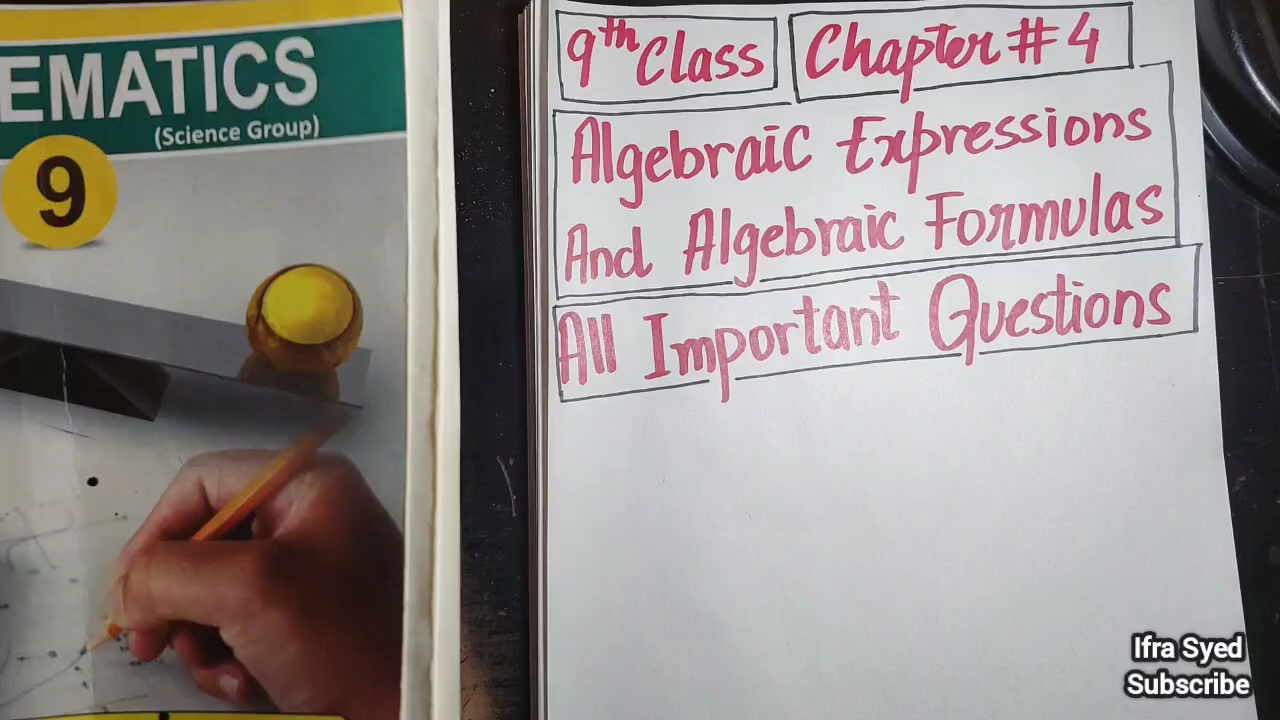 EMATICS
(Science Group)
9
9th Class
Chapter # 4
Algebraic Expressions
And Algebraic Formulas
All Important Questions
Ifra Syed
Subscribe